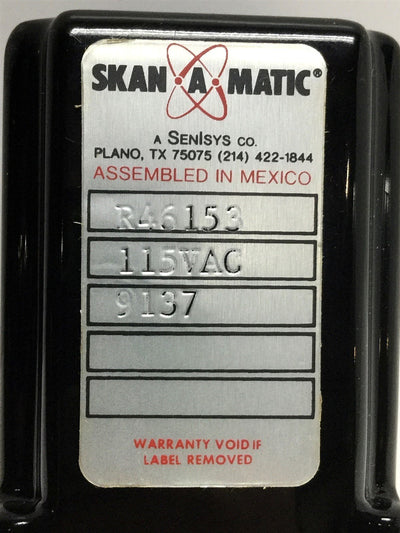 SKAN A MATIC®
A SENISYS CO.
PLANO, TX 75075 (214) 422-1844
ASSEMBLED IN MEXICO
R46153
115VAC
9137
WARRANTY VOID IF
LABEL REMOVED